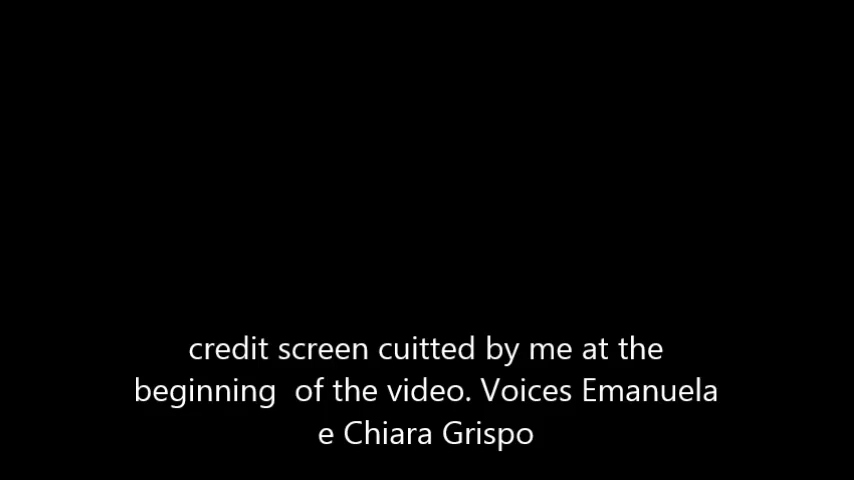 credit screen cuitted by me at the
beginning  of the video. Voices Emanuela
e Chiara Grispo